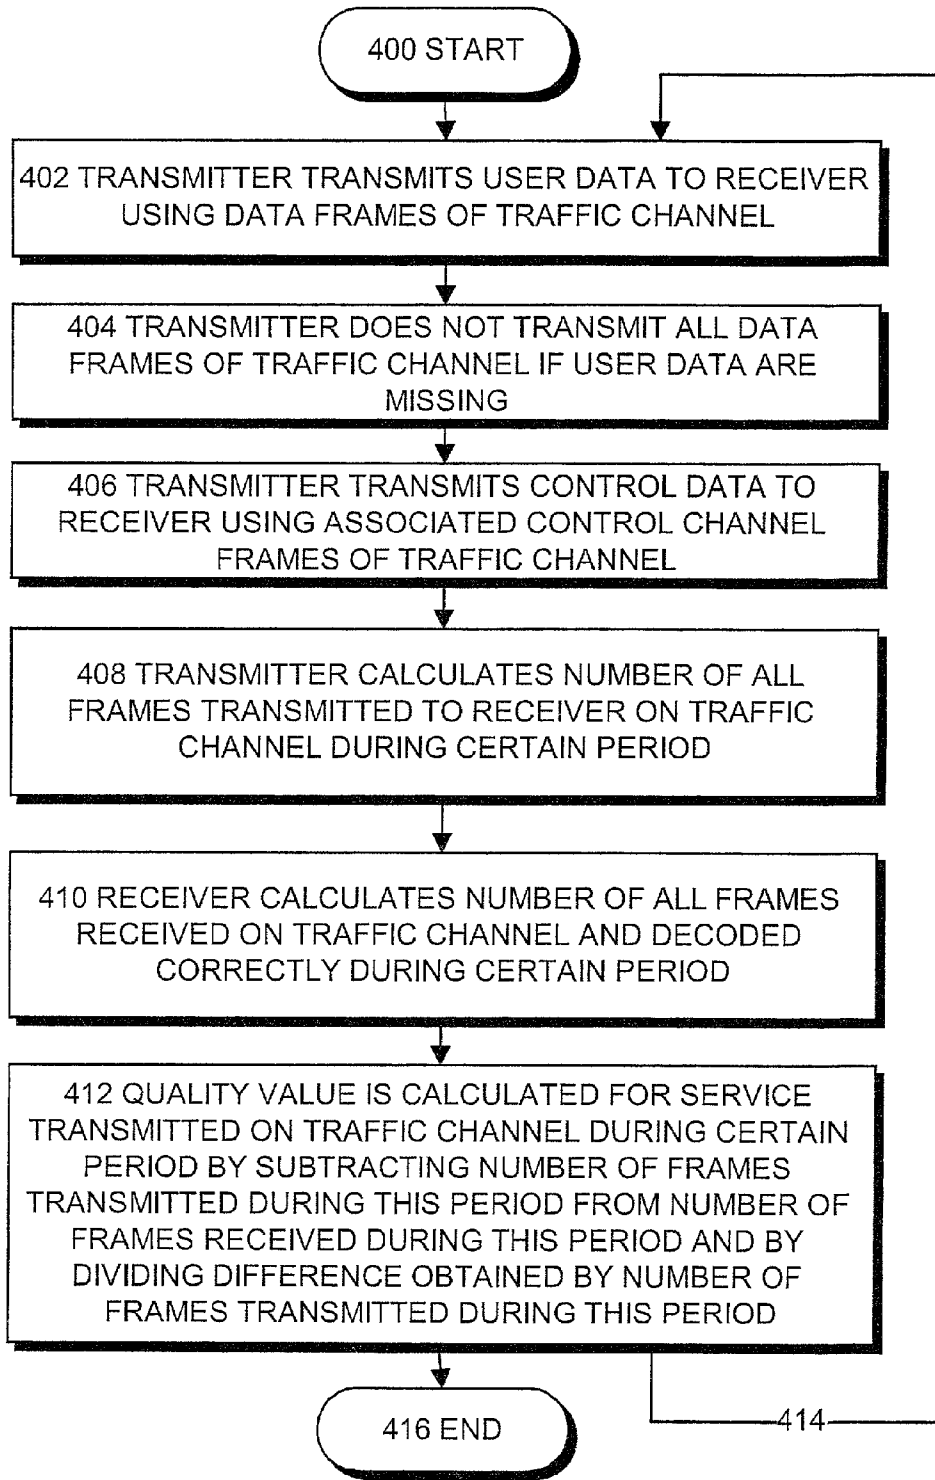 400 START
402 TRANSMITTER TRANSMITS USER DATA TO RECEIVER
USING DATA FRAMES OF TRAFFIC CHANNEL
404 TRANSMITTER DOES NOT TRANSMIT ALL DATA
FRAMES OF TRAFFIC CHANNEL IF USER DATA ARE
MISSING
406 TRANSMITTER TRANSMITS CONTROL DATA TO
RECEIVER USING ASSOCIATED CONTROL CHANNEL
FRAMES OF TRAFFIC CHANNEL
408 TRANSMITTER CALCULATES NUMBER OF ALL
FRAMES TRANSMITTED TO RECEIVER ON TRAFFIC
CHANNEL DURING CERTAIN PERIOD
410 RECEIVER CALCULATES NUMBER OF ALL FRAMES
RECEIVED ON TRAFFIC CHANNEL AND DECODED
CORRECTLY DURING CERTAIN PERIOD
412 QUALITY VALUE IS CALCULATED FOR SERVICE
TRANSMITTED ON TRAFFIC CHANNEL DURING CERTAIN
PERIOD BY SUBTRACTING NUMBER OF FRAMES
TRANSMITTED DURING THIS PERIOD FROM NUMBER OF
FRAMES RECEIVED DURING THIS PERIOD AND BY
DIVIDING DIFFERENCE OBTAINED BY NUMBER OF
FRAMES TRANSMITTED DURING THIS PERIOD
414
416 END